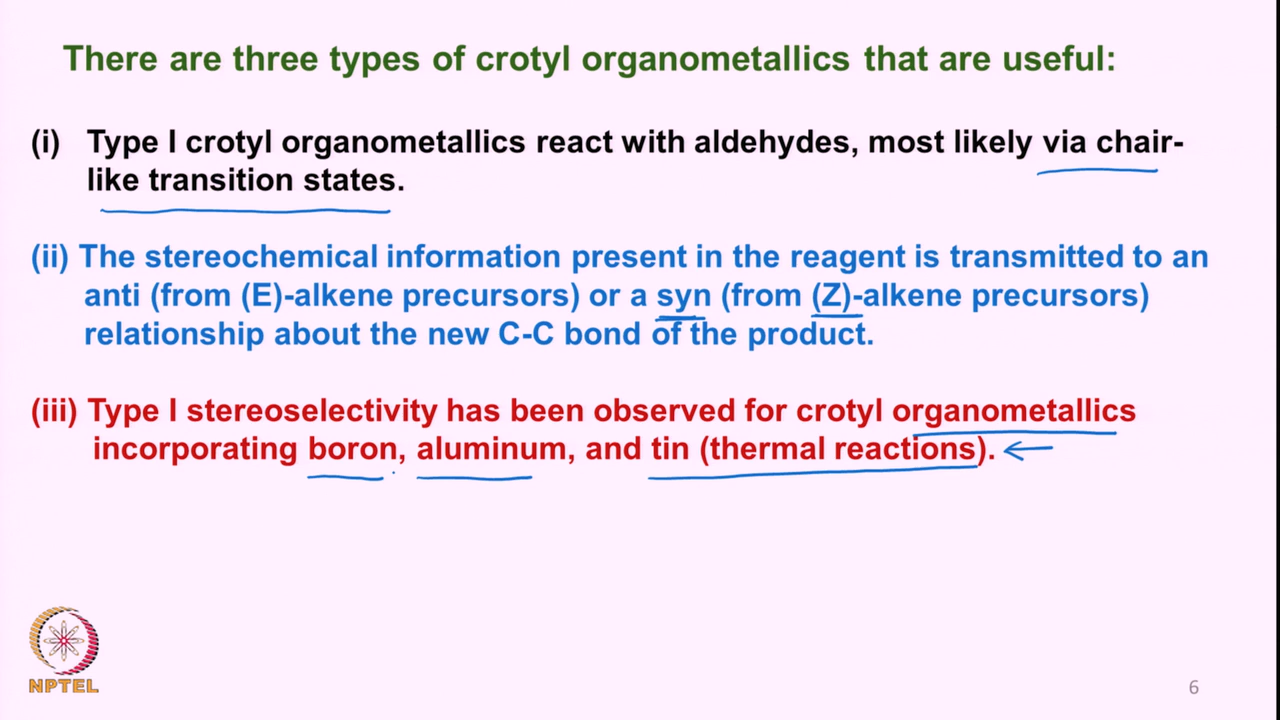 There are three types of crotyl organometallics that are useful:
(i) Type I crotyl organometallics react with aldehydes, most likely via chair-
like transition states.
(ii) The stereochemical information present in the reagent is transmitted to an
anti (from (E)-alkene precursors) or a syn (from (Z)-alkene precursors)
relationship about the new C-C bond of the product.
(iii) Type I stereoselectivity has been observed for crotyl organometallics
incorporating boron, aluminum, and tin (thermal reactions).
NPTEL
6